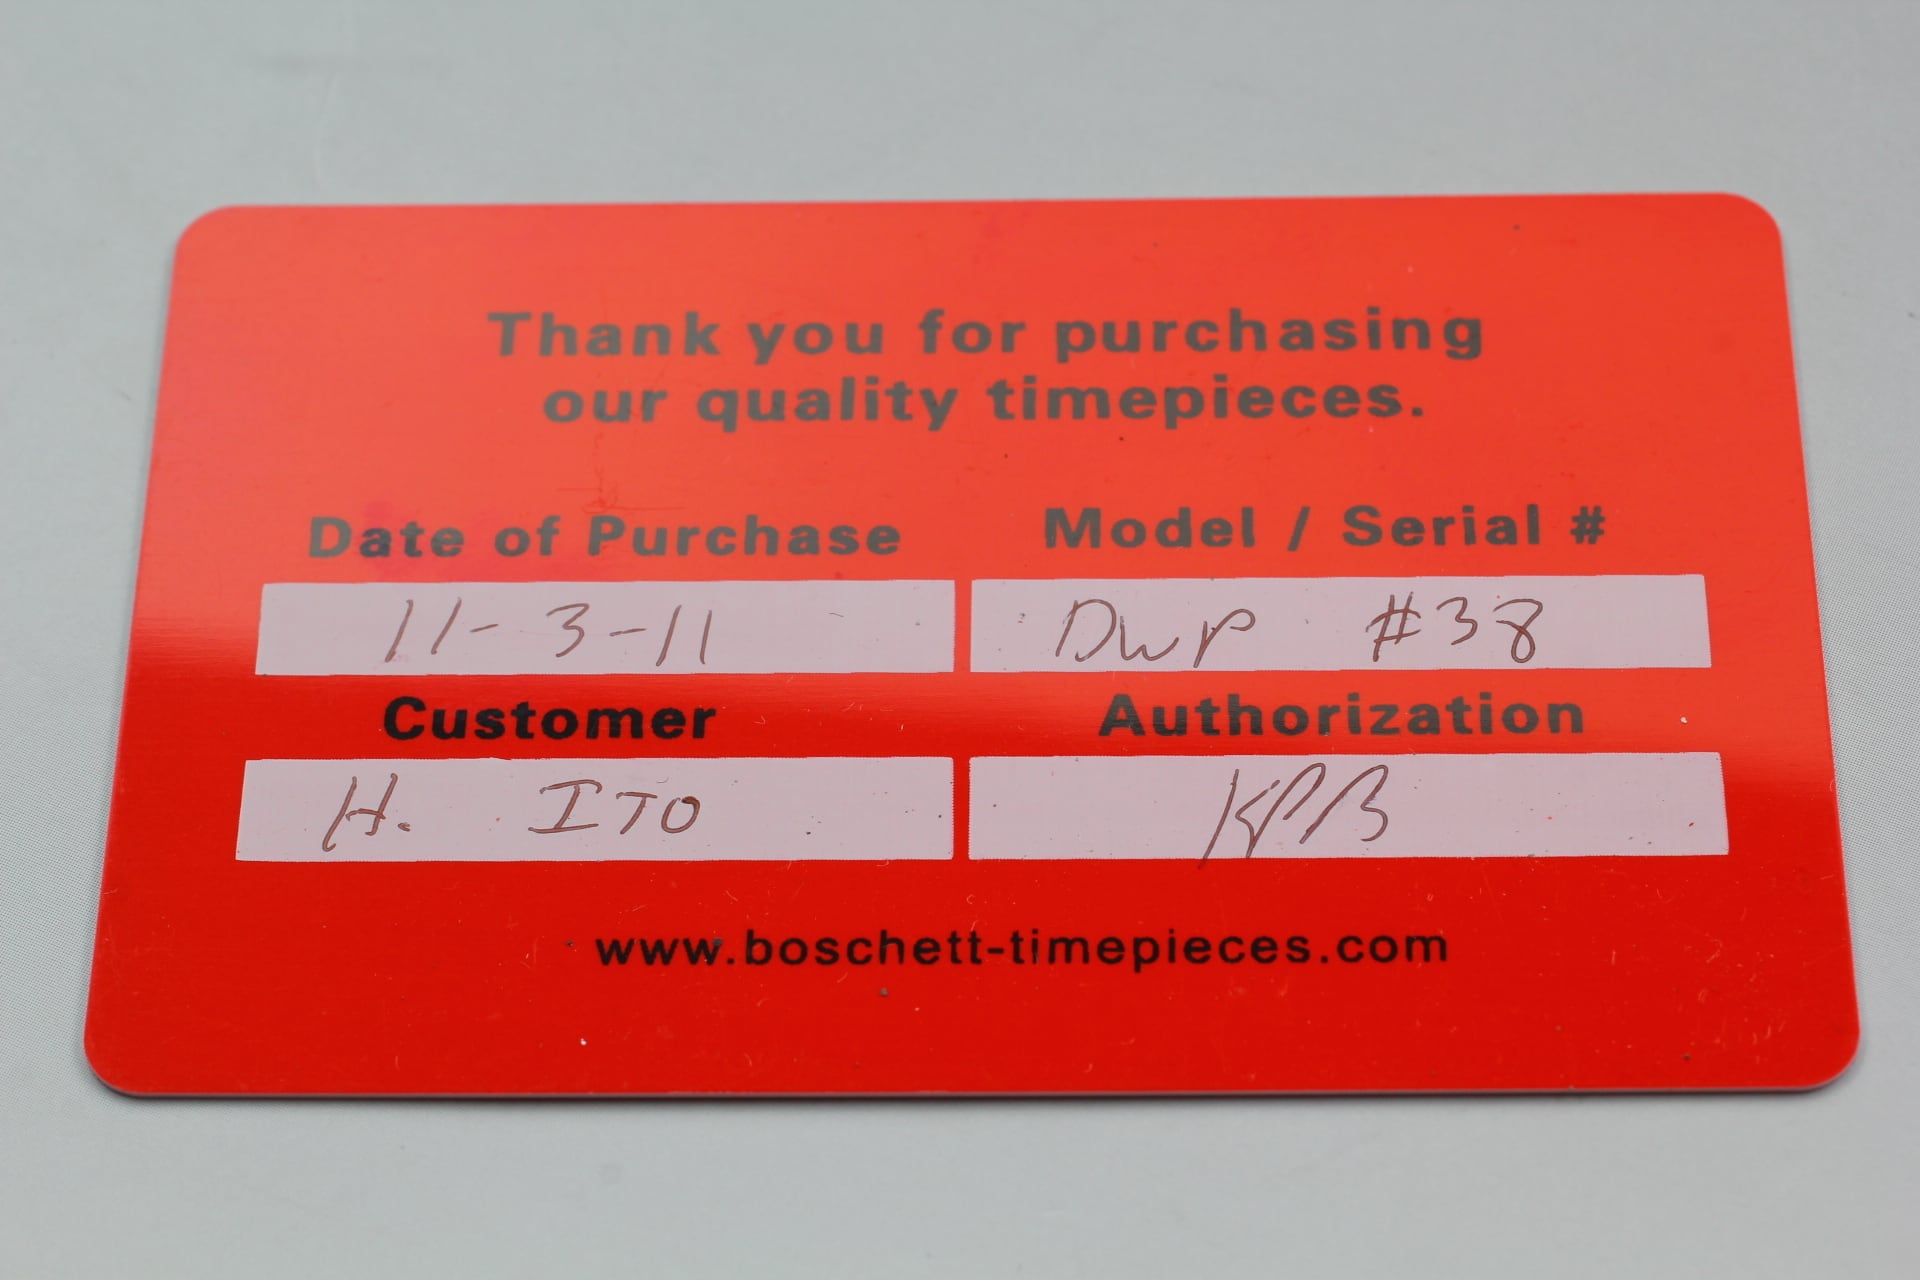 Thank you for purchasing
our quality timepieces.
Date of Purchase Model / Serial #
11-3-11 DWP #38
Customer Authorization
H. ITO KPB
www.boschett-timepieces.com